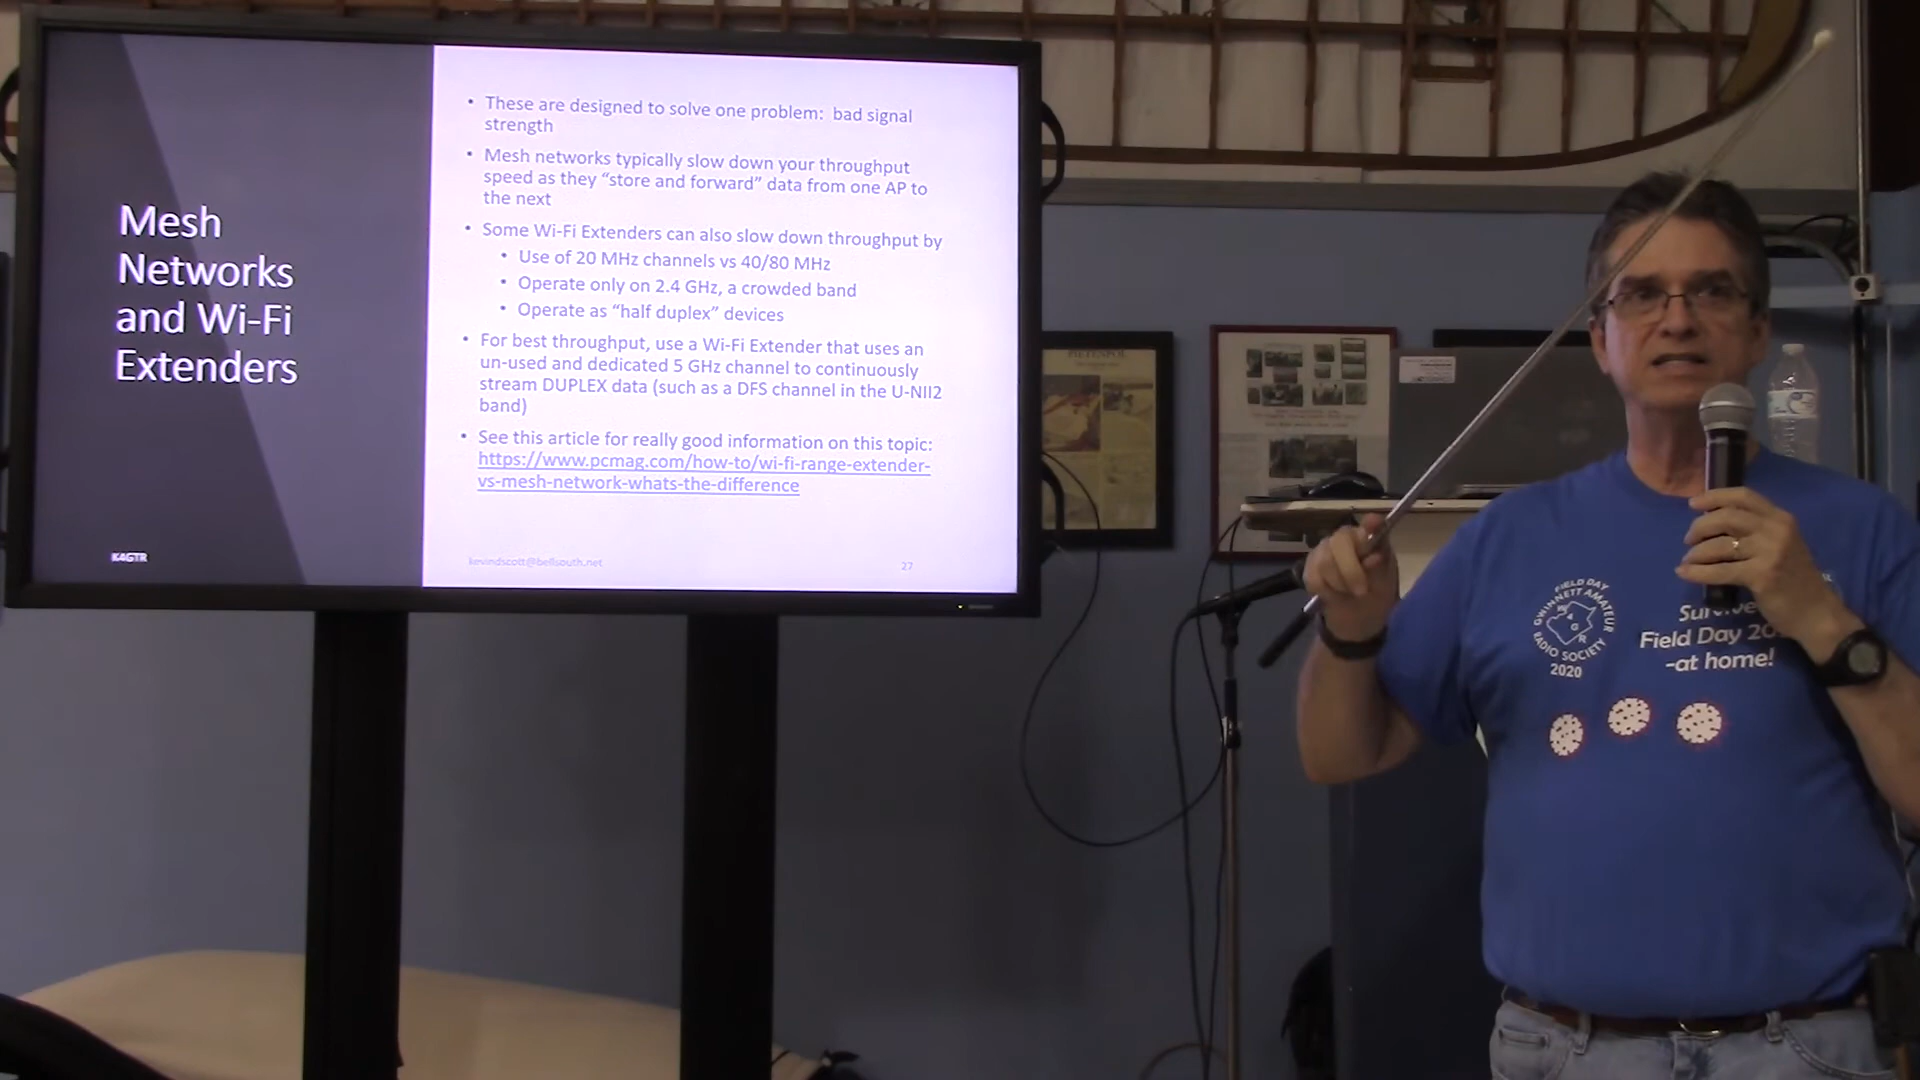 Mesh
Networks
and Wi-Fi
Extenders
• These are designed to solve one problem: bad signal
strength
• Mesh networks typically slow down your throughput
speed as they “store and forward” data from one AP to
the next
• Some Wi-Fi Extenders can also slow down throughput by
• Use of 20 MHz channels vs 40/80 MHz
• Operate only on 2.4 GHz, a crowded band
• Operate as “half duplex” devices
• For best throughput, use a Wi-Fi Extender that uses an
un-used and dedicated 5 GHz channel to continuously
stream DUPLEX data (such as a DFS channel in the U-NII2
band)
• See this article for really good information on this topic:
https://www.pcmag.com/how-to/wi-fi-range-extender-
vs-mesh-network-whats-the-difference
K4GTR
kevindscott@bellsouth.net
27
PIETENPOL
FIELD DAY
GWINNETT AMATEUR
RADIO SOCIETY
2020
Field Day
-at home!